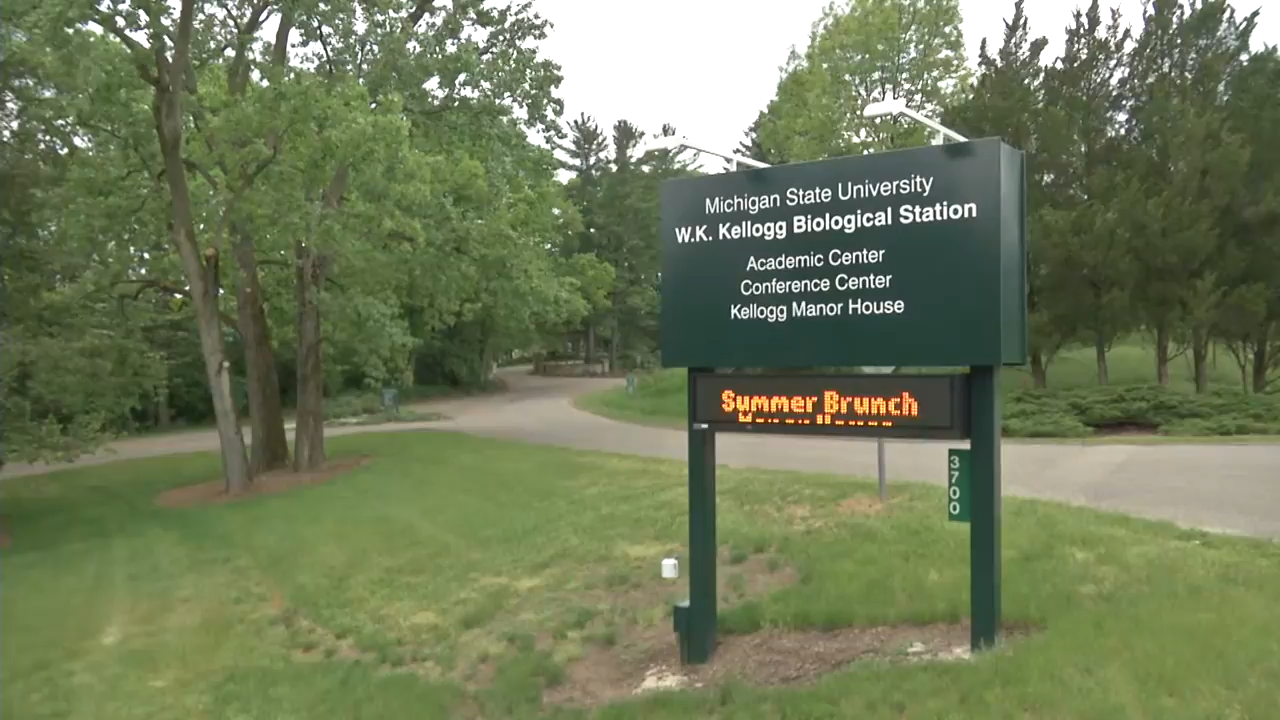 Michigan State University
W.K. Kellogg Biological Station
Academic Center
Conference Center
Kellogg Manor House
Summer Brunch
3700